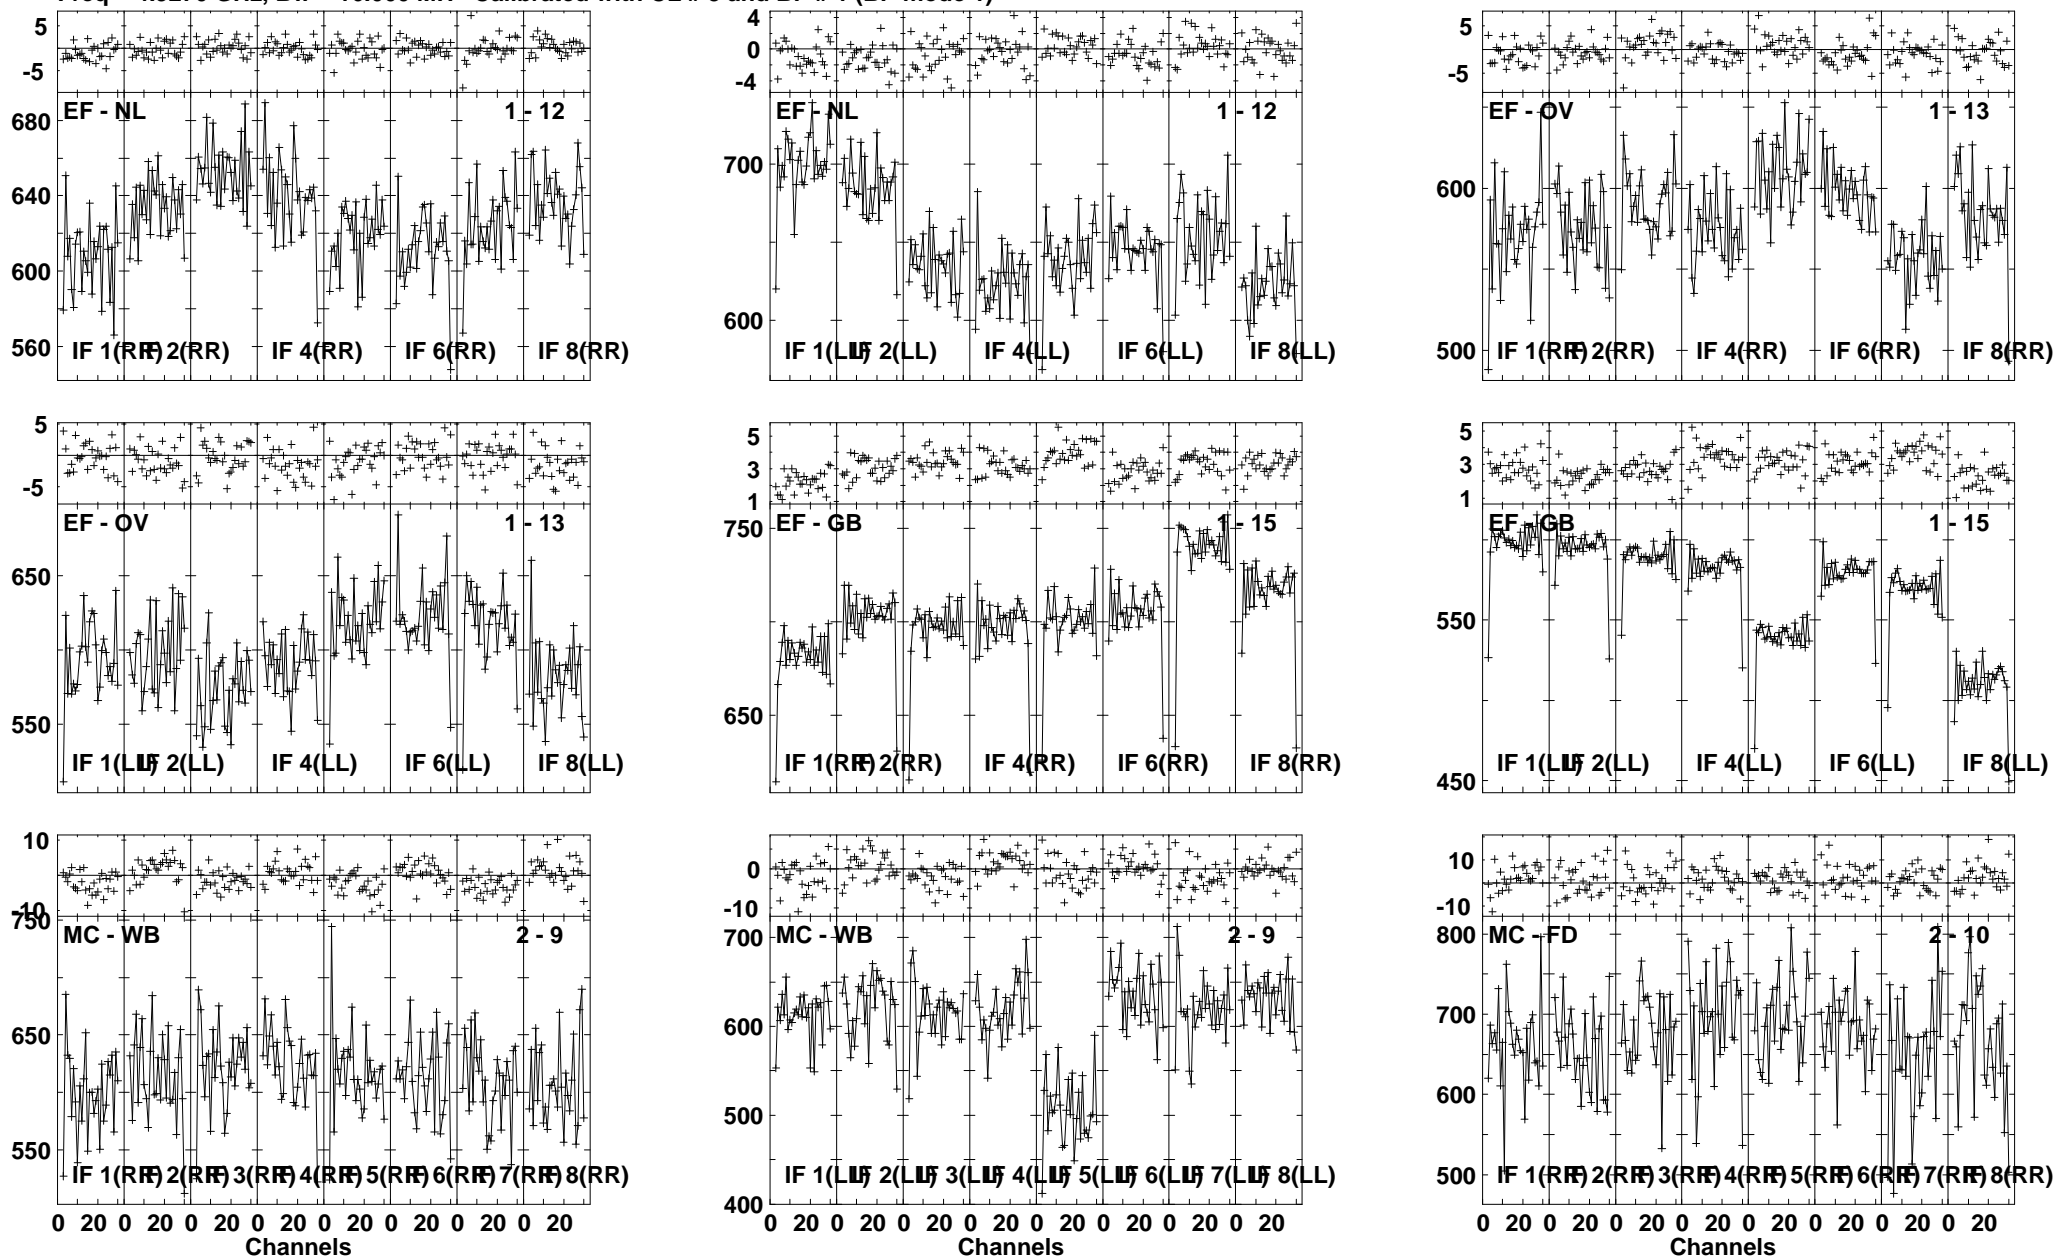 Calibrated with CL # and BP # (BP mode 1)
5
-5
EF - NL 1 - 12
680
640
600
560
IF 1(RR) IF 2(RR) IF 4(RR) IF 6(RR) IF 8(RR)
4
0
-4
EF - NL 1 - 12
700
600
IF 1(LL) IF 2(LL) IF 4(LL) IF 6(LL) IF 8(LL)
5
-5
EF - OV 1 - 13
600
500
IF 1(RR) IF 2(RR) IF 4(RR) IF 6(RR) IF 8(RR)
5
-5
EF - OV 1 - 13
650
550
IF 1(LL) IF 2(LL) IF 4(LL) IF 6(LL) IF 8(LL)
5
3
1
EF - GB 1 - 15
750
650
IF 1(RR) IF 2(RR) IF 4(RR) IF 6(RR) IF 8(RR)
5
3
1
EF - GB 1 - 15
550
450
IF 1(LL) IF 2(LL) IF 4(LL) IF 6(LL) IF 8(LL)
10
-10
750
MC - WB 2 - 9
650
550
IF 1(RR) IF 2(RR) IF 3(RR) IF 4(RR) IF 5(RR) IF 6(RR) IF 7(RR) IF 8(RR)
0 20 0 20 0 20 0 20 0 20 0 20 0 20 0 20
Channels
0
-10
MC - WB 2 - 9
700
600
500
400
IF 1(LL) IF 2(LL) IF 3(LL) IF 4(LL) IF 5(LL) IF 6(LL) IF 7(LL) IF 8(LL)
0 20 0 20 0 20 0 20 0 20 0 20 0 20 0 20
Channels
10
-10
MC - FD 2 - 10
800
700
600
500
IF 1(RR) IF 2(RR) IF 3(RR) IF 4(RR) IF 5(RR) IF 6(RR) IF 7(RR) IF 8(RR)
0 20 0 20 0 20 0 20 0 20 0 20 0 20 0 20
Channels